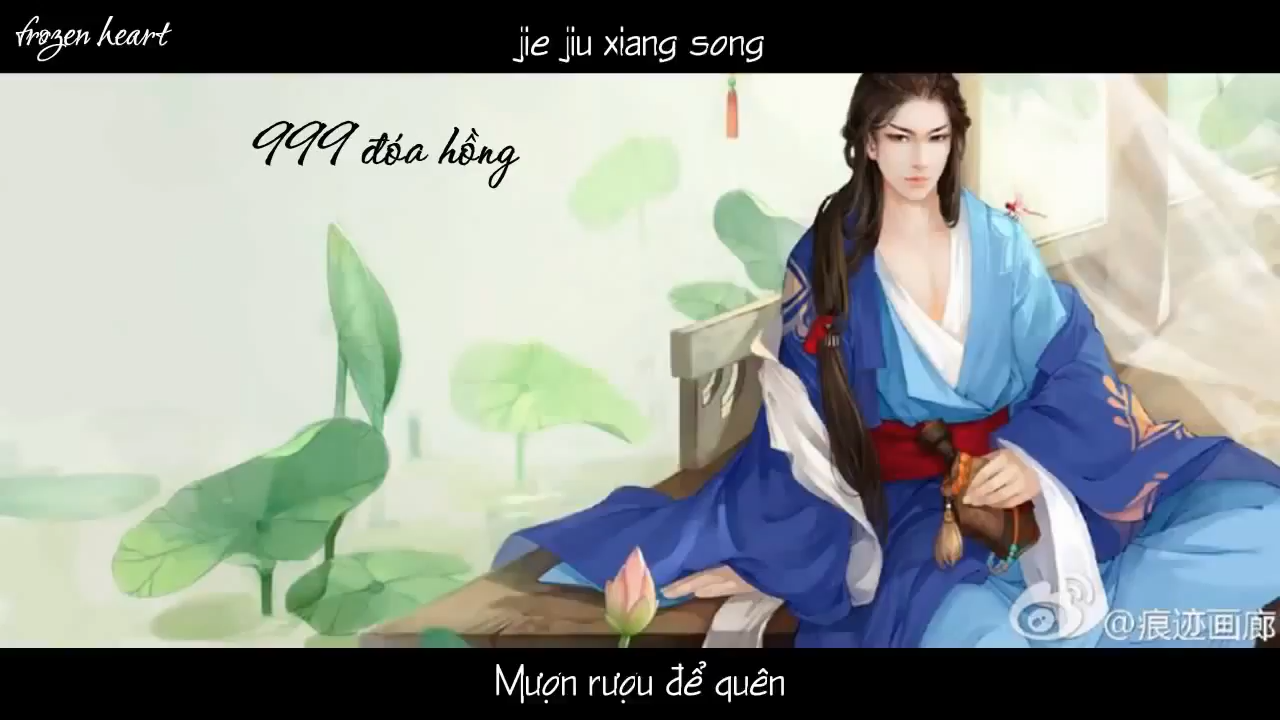 frozen heart
jie jiu xiang song
999 đóa hồng
@痕迹画廊
Mượn rượu để quên